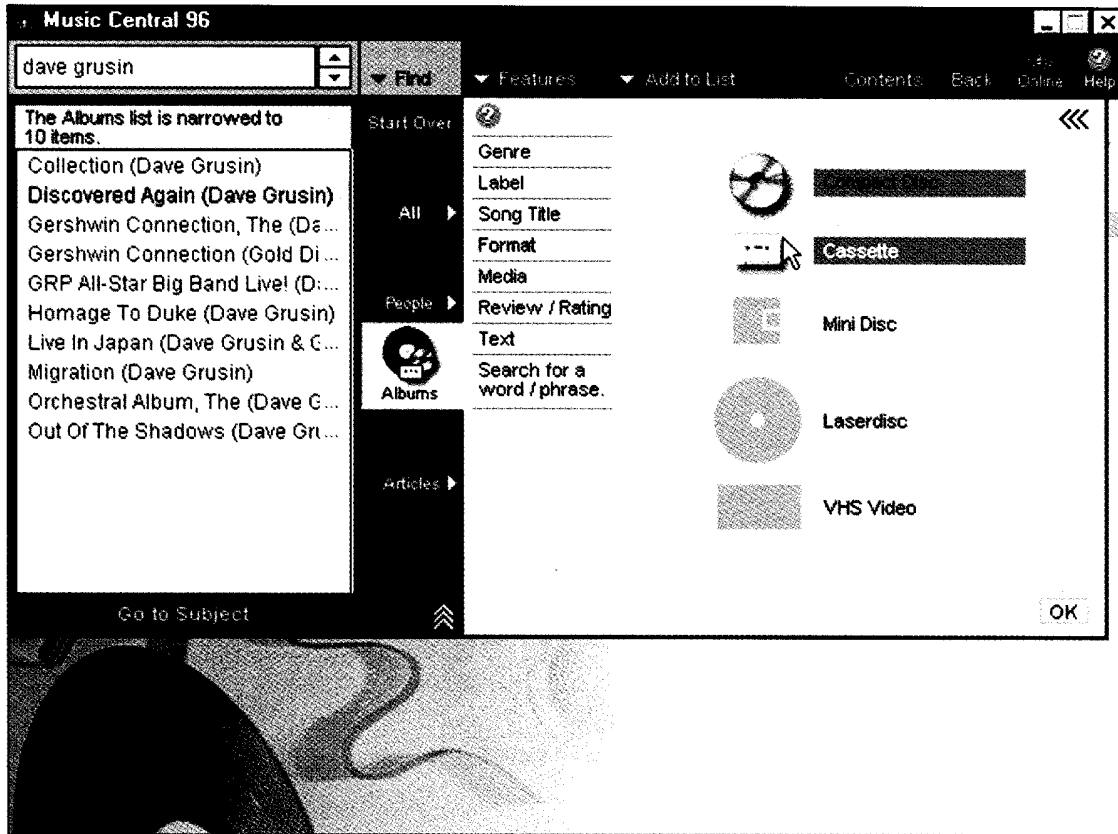 Music Central 96
dave grusin
Find
Features
Add to List
Contents
Back
Online
Help
The Albums list is narrowed to
10 items.
Collection (Dave Grusin)
Discovered Again (Dave Grusin)
Gershwin Connection, The (Da...
Gershwin Connection (Gold Di...
GRP All-Star Big Band Live! (D...
Homage To Duke (Dave Grusin)
Live In Japan (Dave Grusin & G...
Migration (Dave Grusin)
Orchestral Album, The (Dave G...
Out Of The Shadows (Dave Gru...
Go to Subject
Start Over
All
People
Albums
Articles
Genre
Label
Song Title
Format
Media
Review / Rating
Text
Search for a
word / phrase.
Compact Disc
Cassette
Mini Disc
Laserdisc
VHS Video
OK